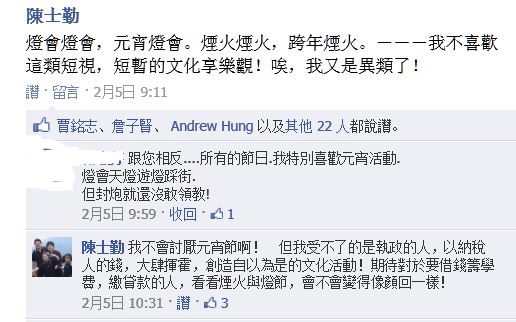 陳士勤
燈會燈會，元宵燈會。煙火煙火，跨年煙火。－－－我不喜歡
這類短視，短暫的文化享樂觀！唉，我又是異類了！
讚 · 留言 · 2月5日 9:11
賈銘志、詹子賢、 Andrew Hung 以及其他 22 人都說讚。
跟您相反....所有的節日.我特別喜歡元宵活動.
燈會天燈遊燈踩街.
但封炮就還沒敢領教!
2月5日 9:59 · 收回 · 1
陳士勤 我不會討厭元宵節啊！ 但我受不了的是執政的人，以納稅
人的錢，大肆揮霍，創造自以為是的文化活動！期待對於要借錢籌學
費，繳貸款的人，看看煙火與燈節，會不會變得像顏回一樣！
2月5日 10:31 · 讚 · 3